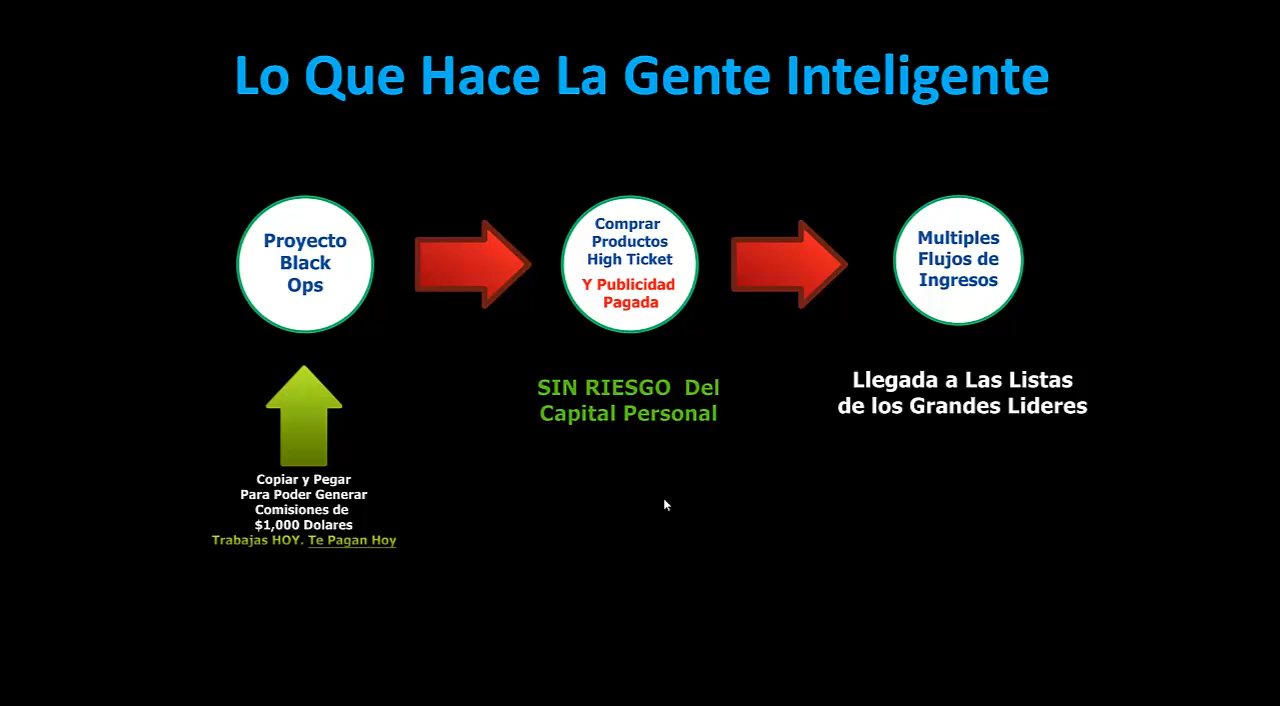 Lo Que Hace La Gente Inteligente
Proyecto
Black
Ops
Comprar
Productos
High Ticket
Y Publicidad
Pagada
Multiples
Flujos de
Ingresos
SIN RIESGO Del
Capital Personal
Llegada a Las Listas
de los Grandes Lideres
Copiar y Pegar
Para Poder Generar
Comisiones de
$1,000 Dolares
Trabajas HOY. Te Pagan Hoy